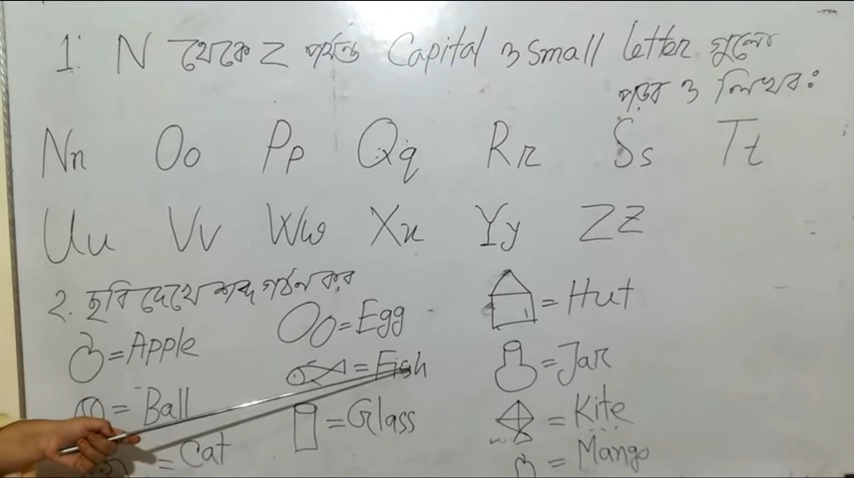 1. N থেকে Z পর্যন্ত Capital ও Small letter গুলো
পড়ব ও লিখব:
Nn Oo Pp Qq Rr Ss Tt
Uu Vv Ww Xx Yy Zz
২. ছবি দেখে শব্দ গঠন কর
= Apple
= Ball
= Cat
= Egg
= Fish
= Glass
= Hut
= Jar
= Kite
= Mango